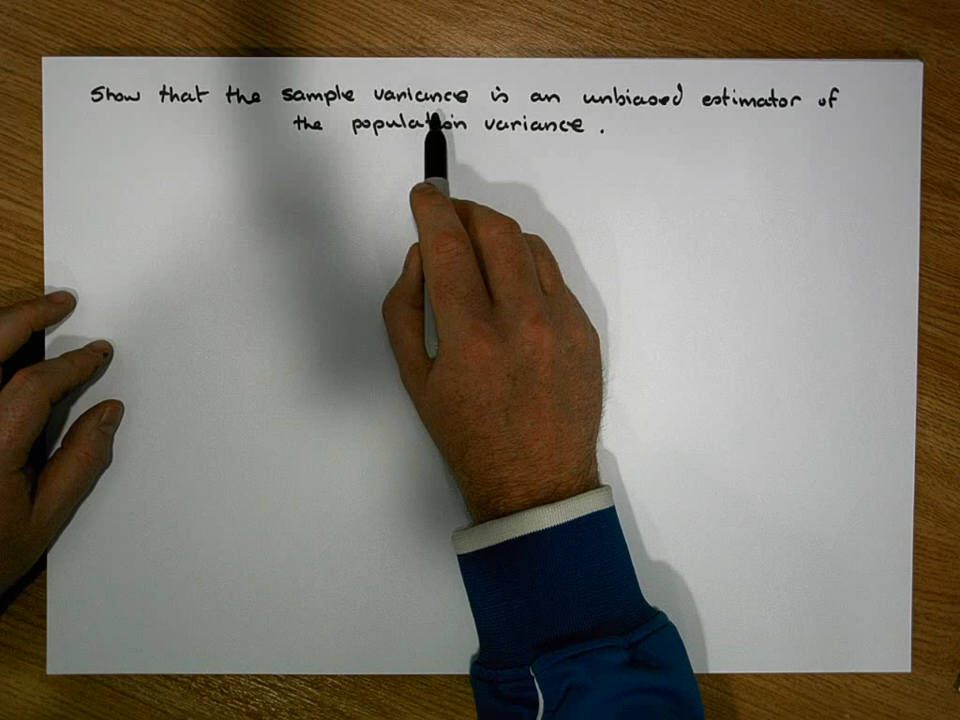 Show that the sample variance is an unbiased estimator of
the population variance.